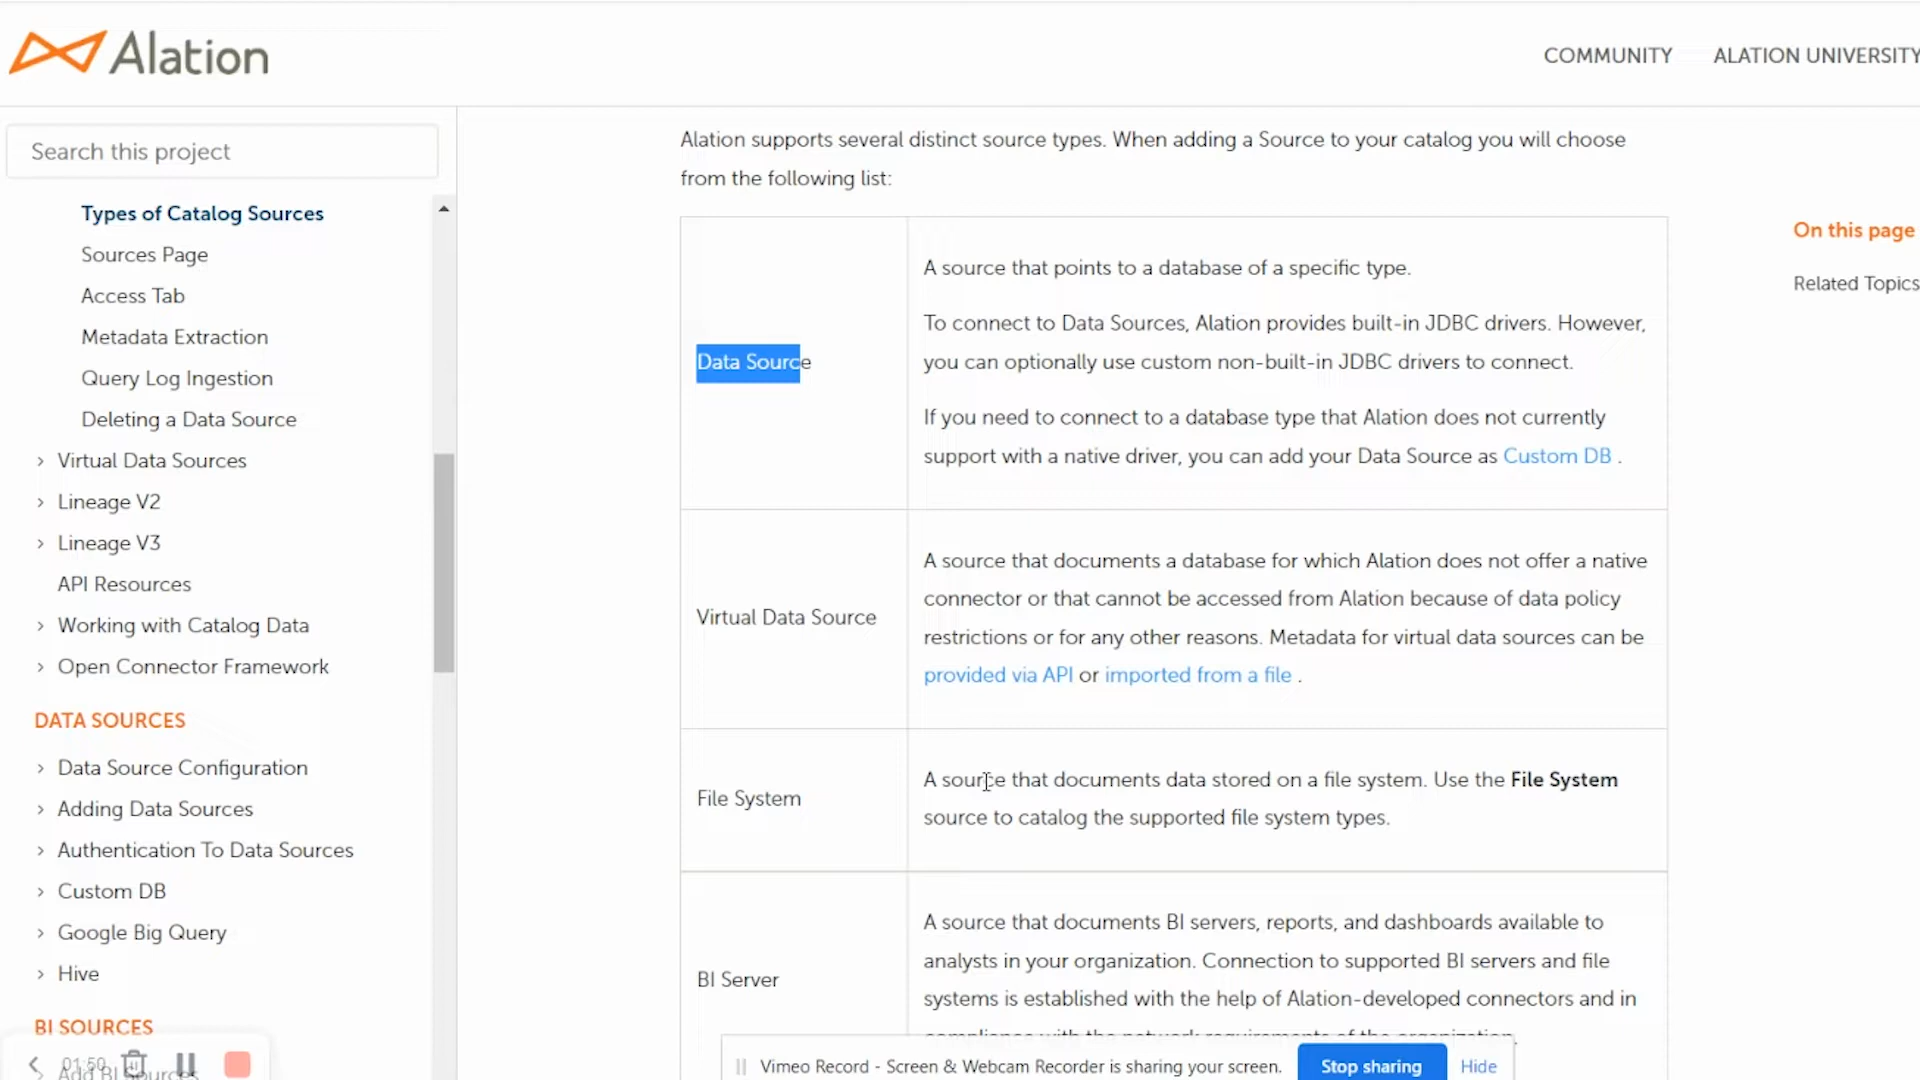 Alation
COMMUNITY
ALATION UNIVERSITY
Search this project
Types of Catalog Sources
Sources Page
Access Tab
Metadata Extraction
Query Log Ingestion
Deleting a Data Source
Virtual Data Sources
Lineage V2
Lineage V3
API Resources
Working with Catalog Data
Open Connector Framework
DATA SOURCES
Data Source Configuration
Adding Data Sources
Authentication To Data Sources
Custom DB
Google Big Query
Hive
BI SOURCES
Add BI Sources
01:50
Alation supports several distinct source types. When adding a Source to your catalog you will choose
from the following list:
Data Source
A source that points to a database of a specific type.
To connect to Data Sources, Alation provides built-in JDBC drivers. However,
you can optionally use custom non-built-in JDBC drivers to connect.
If you need to connect to a database type that Alation does not currently
support with a native driver, you can add your Data Source as Custom DB .
Virtual Data Source
A source that documents a database for which Alation does not offer a native
connector or that cannot be accessed from Alation because of data policy
restrictions or for any other reasons. Metadata for virtual data sources can be
provided via API or imported from a file .
File System
A source that documents data stored on a file system. Use the File System
source to catalog the supported file system types.
BI Server
A source that documents BI servers, reports, and dashboards available to
analysts in your organization. Connection to supported BI servers and file
systems is established with the help of Alation-developed connectors and in
compliance with the network requirements of the organization.
On this page
Related Topics
Vimeo Record - Screen & Webcam Recorder is sharing your screen.
Stop sharing
Hide